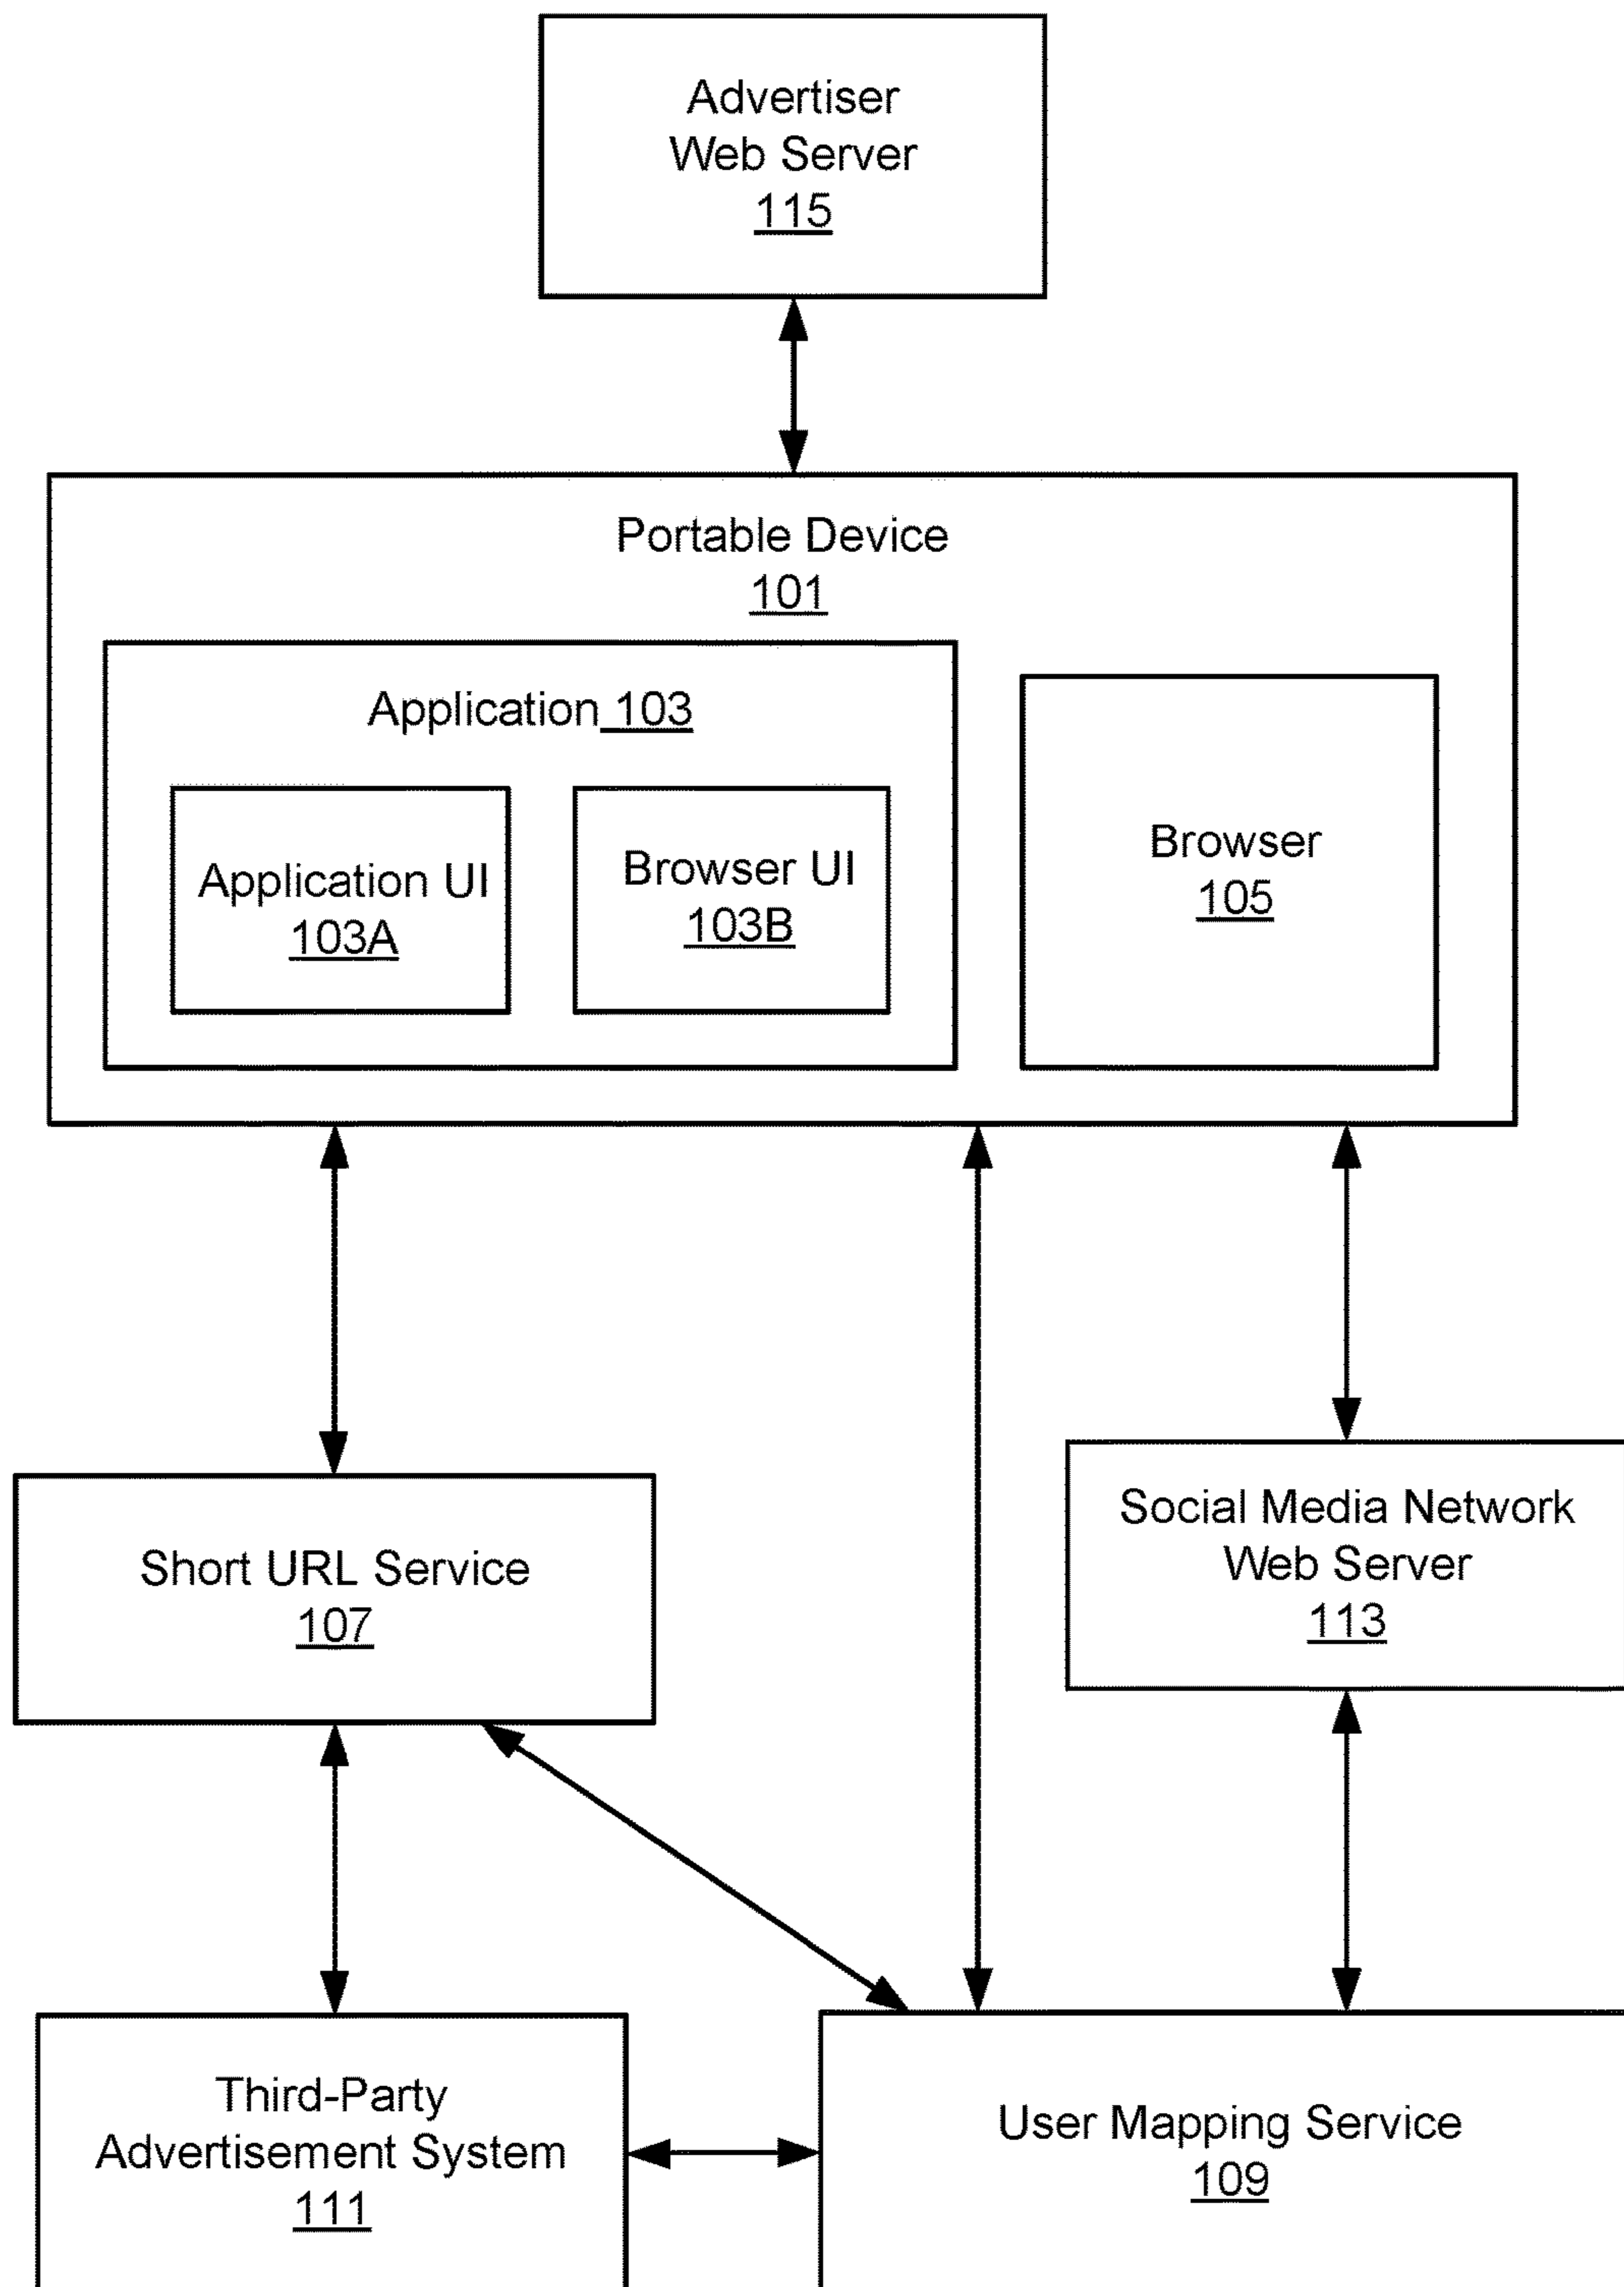 Advertiser
Web Server
115
Portable Device
101
Application 103
Application UI
103A
Browser UI
103B
Browser
105
Short URL Service
107
Social Media Network
Web Server
113
Third-Party
Advertisement System
111
User Mapping Service
109